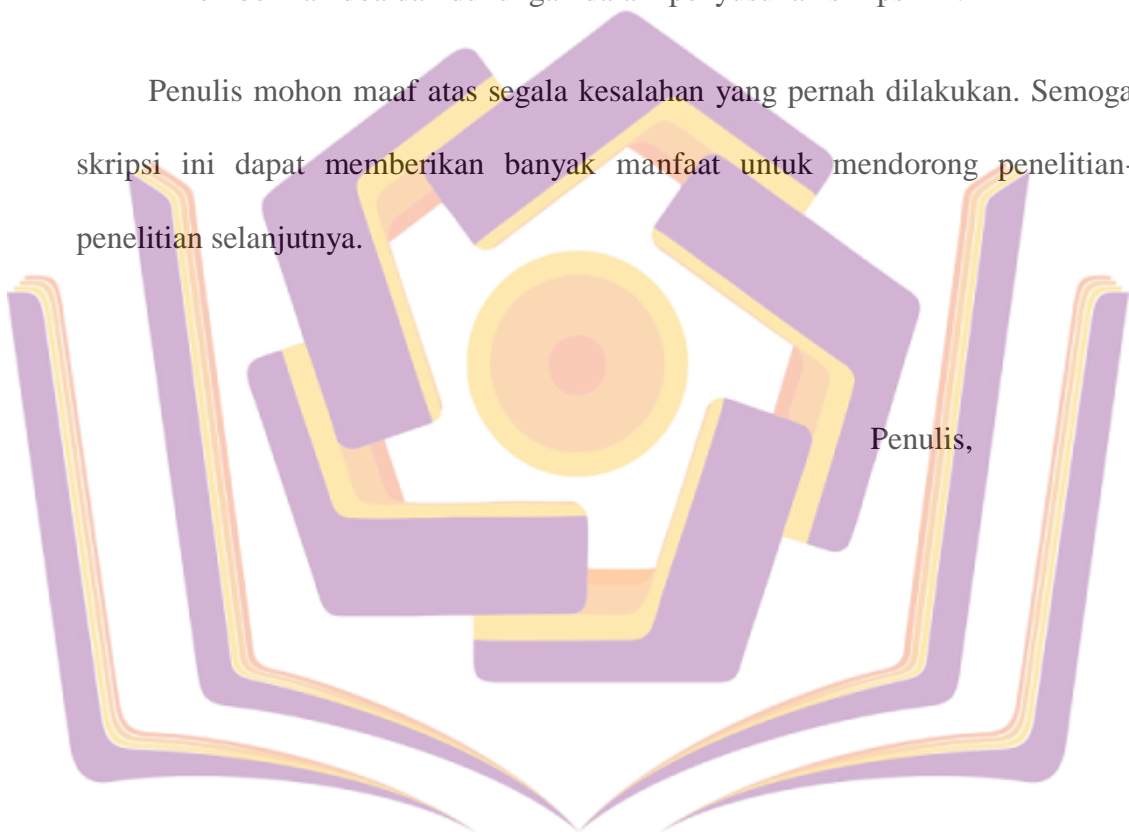 Penulis mohon maaf atas segala kesalahan yang pernah dilakukan. Semoga
skripsi ini dapat memberikan banyak manfaat untuk mendorong penelitian-
penelitian selanjutnya.
Penulis,